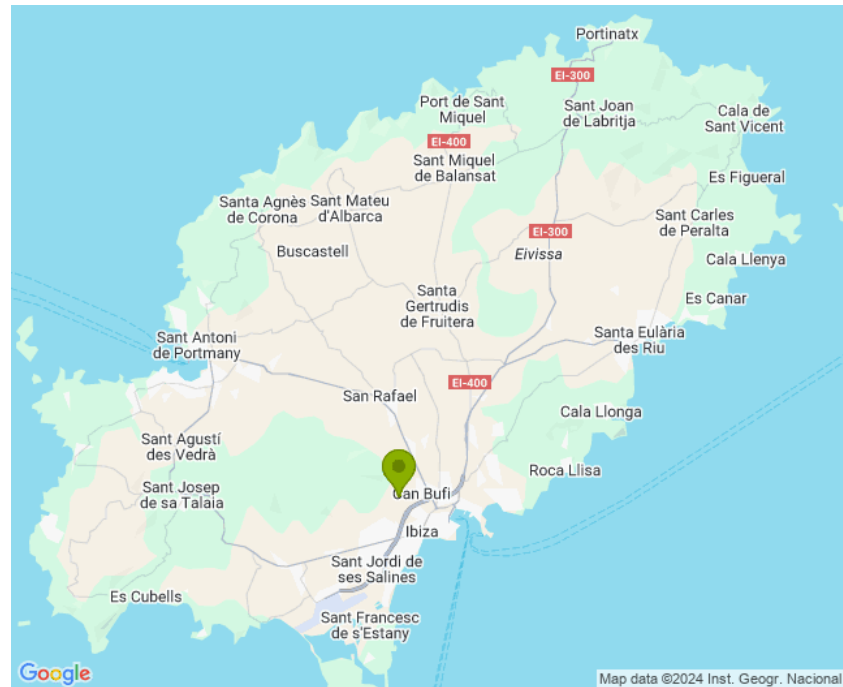 Portinatx
EI-300
Port de Sant
Miquel
Sant Joan
de Labritja
Cala de
Sant Vicent
EI-400
Sant Miquel
de Balansat
Es Figueral
Santa Agnès
de Corona
Sant Mateu
d'Albarca
Sant Carles
de Peralta
EI-300
Buscastell
Eivissa
Cala Llenya
Santa
Gertrudis
de Fruitera
Es Canar
Sant Antoni
de Portmany
Santa Eulària
des Riu
EI-400
San Rafael
Cala Llonga
Sant Agustí
des Vedrà
Roca Llisa
Sant Josep
de sa Talaia
Can Bufi
Ibiza
Sant Jordi de
ses Salines
Es Cubells
Sant Francesc
de s'Estany
Google
Map data ©2024 Inst. Geogr. Nacional